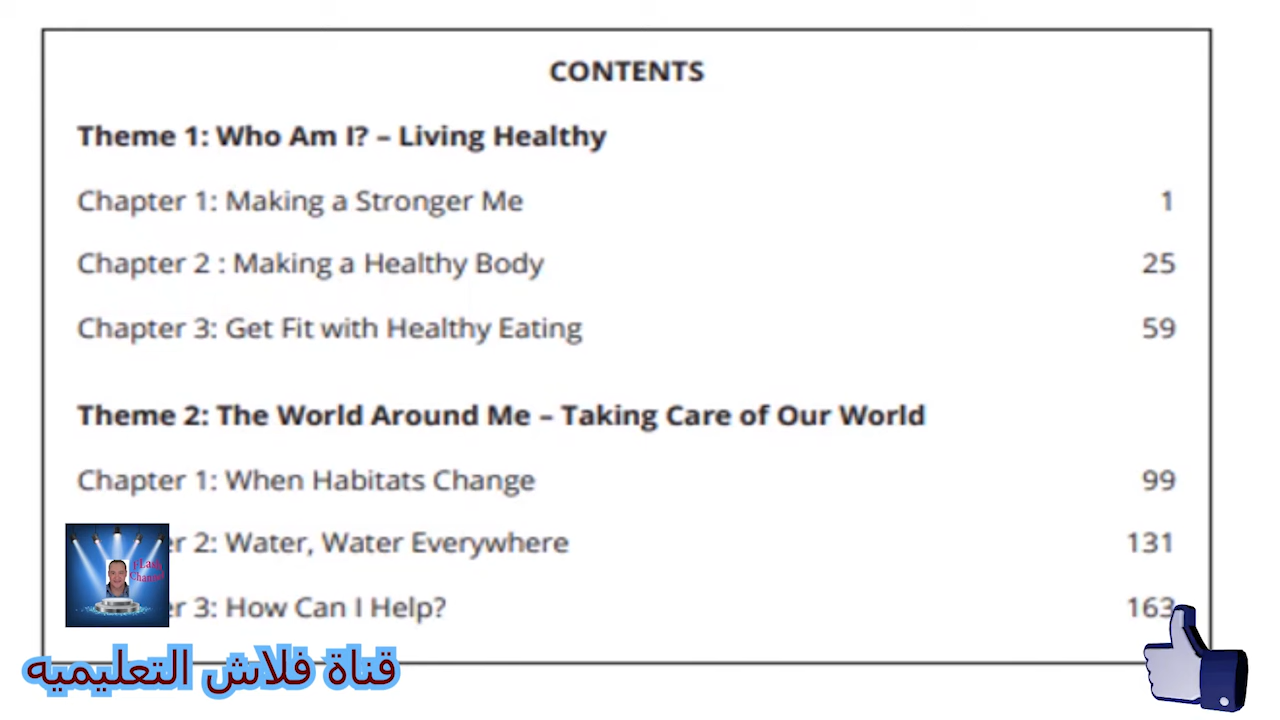 CONTENTS
Theme 1: Who Am I? – Living Healthy
Chapter 1: Making a Stronger Me 1
Chapter 2 : Making a Healthy Body 25
Chapter 3: Get Fit with Healthy Eating 59
Theme 2: The World Around Me – Taking Care of Our World
Chapter 1: When Habitats Change 99
er 2: Water, Water Everywhere 131
er 3: How Can I Help? 163
Flash
Channel
قناة فلاش التعليميه